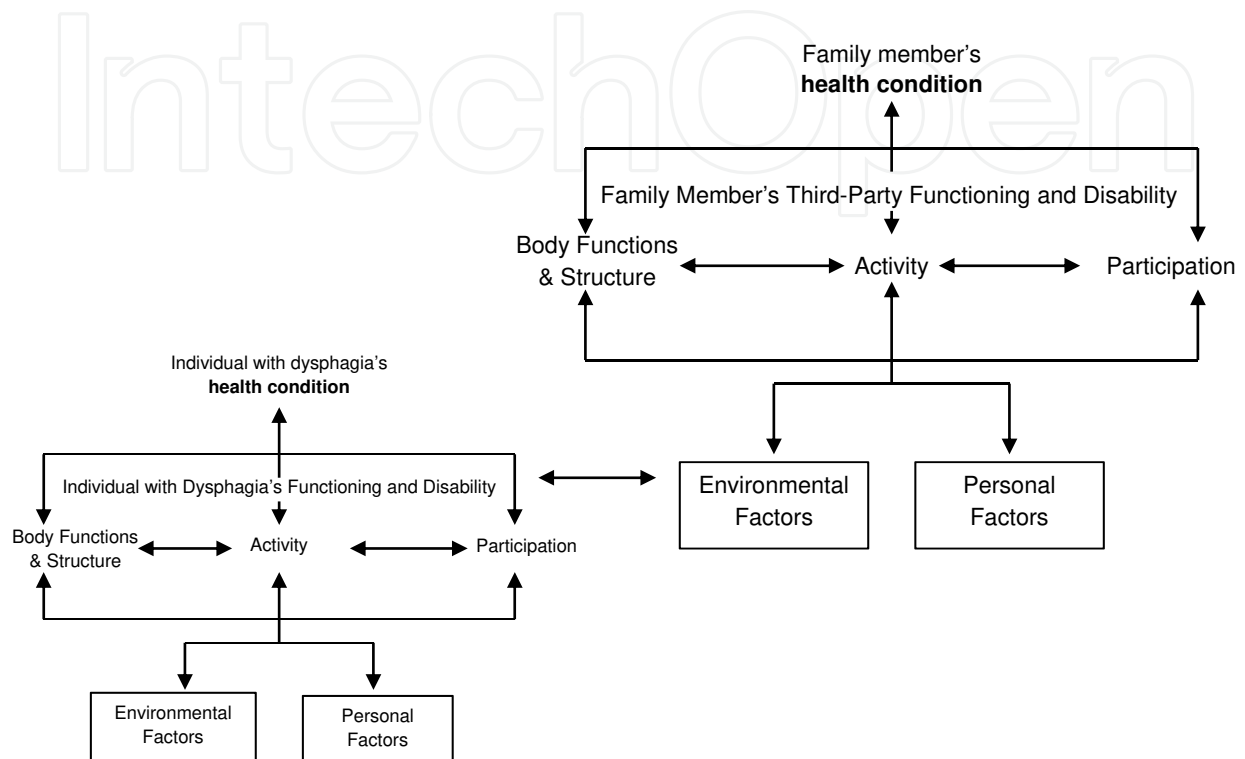 IntechOpen
Family member's
health condition
Family Member's Third-Party Functioning and Disability
Body Functions
& Structure
Activity
Participation
Environmental
Factors
Personal
Factors
Individual with dysphagia's
health condition
Individual with Dysphagia's Functioning and Disability
Body Functions
& Structure
Activity
Participation
Environmental
Factors
Personal
Factors